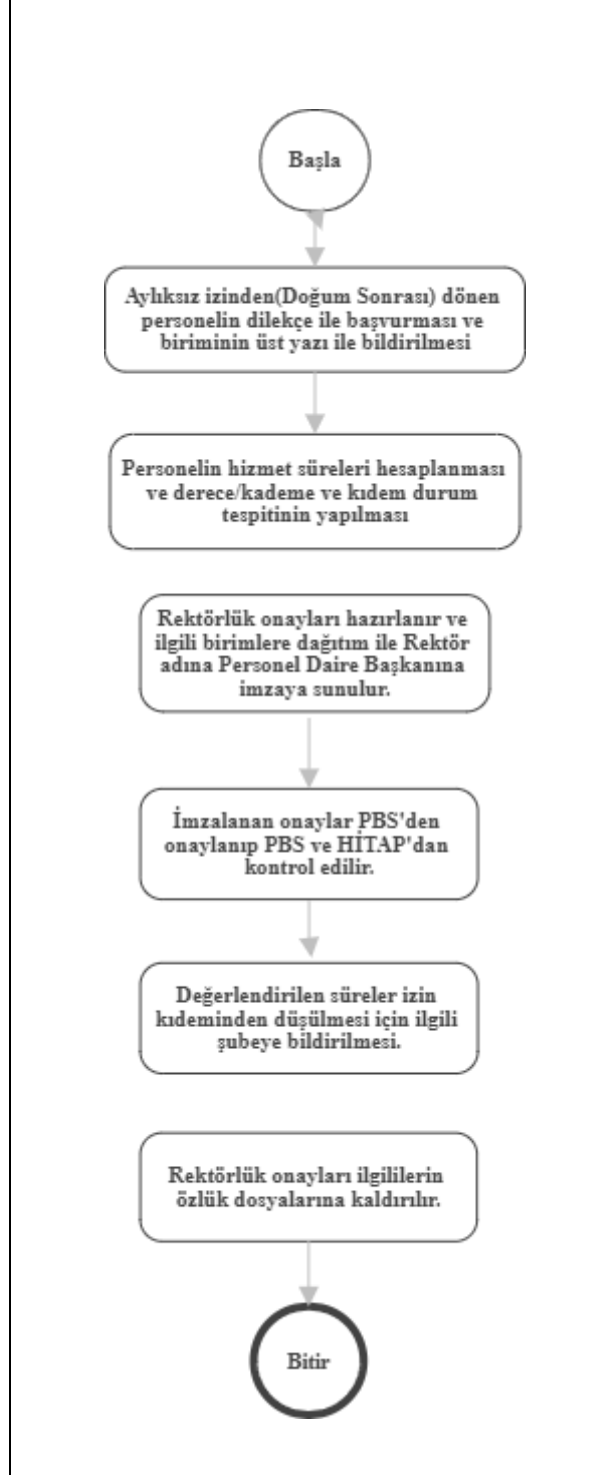 Başla
Aylıksız izinden(Doğum Sonrası) dönen
personelin dilekçe ile başvurması ve
biriminin üst yazı ile bildirilmesi
Personelin hizmet süreleri hesaplanması
ve derece/kademe ve kıdem durum
tespitinin yapılması
Rektörlük onayları hazırlanır ve
ilgili birimlere dağıtım ile Rektör
adına Personel Daire Başkanına
imzaya sunulur.
İmzalanan onaylar PBS'den
onaylanıp PBS ve HİTAP'dan
kontrol edilir.
Değerlendirilen süreler izin
kıdeminden düşülmesi için ilgili
şubeye bildirilmesi.
Rektörlük onayları ilgililerin
özlük dosyalarına kaldırılır.
Bitir